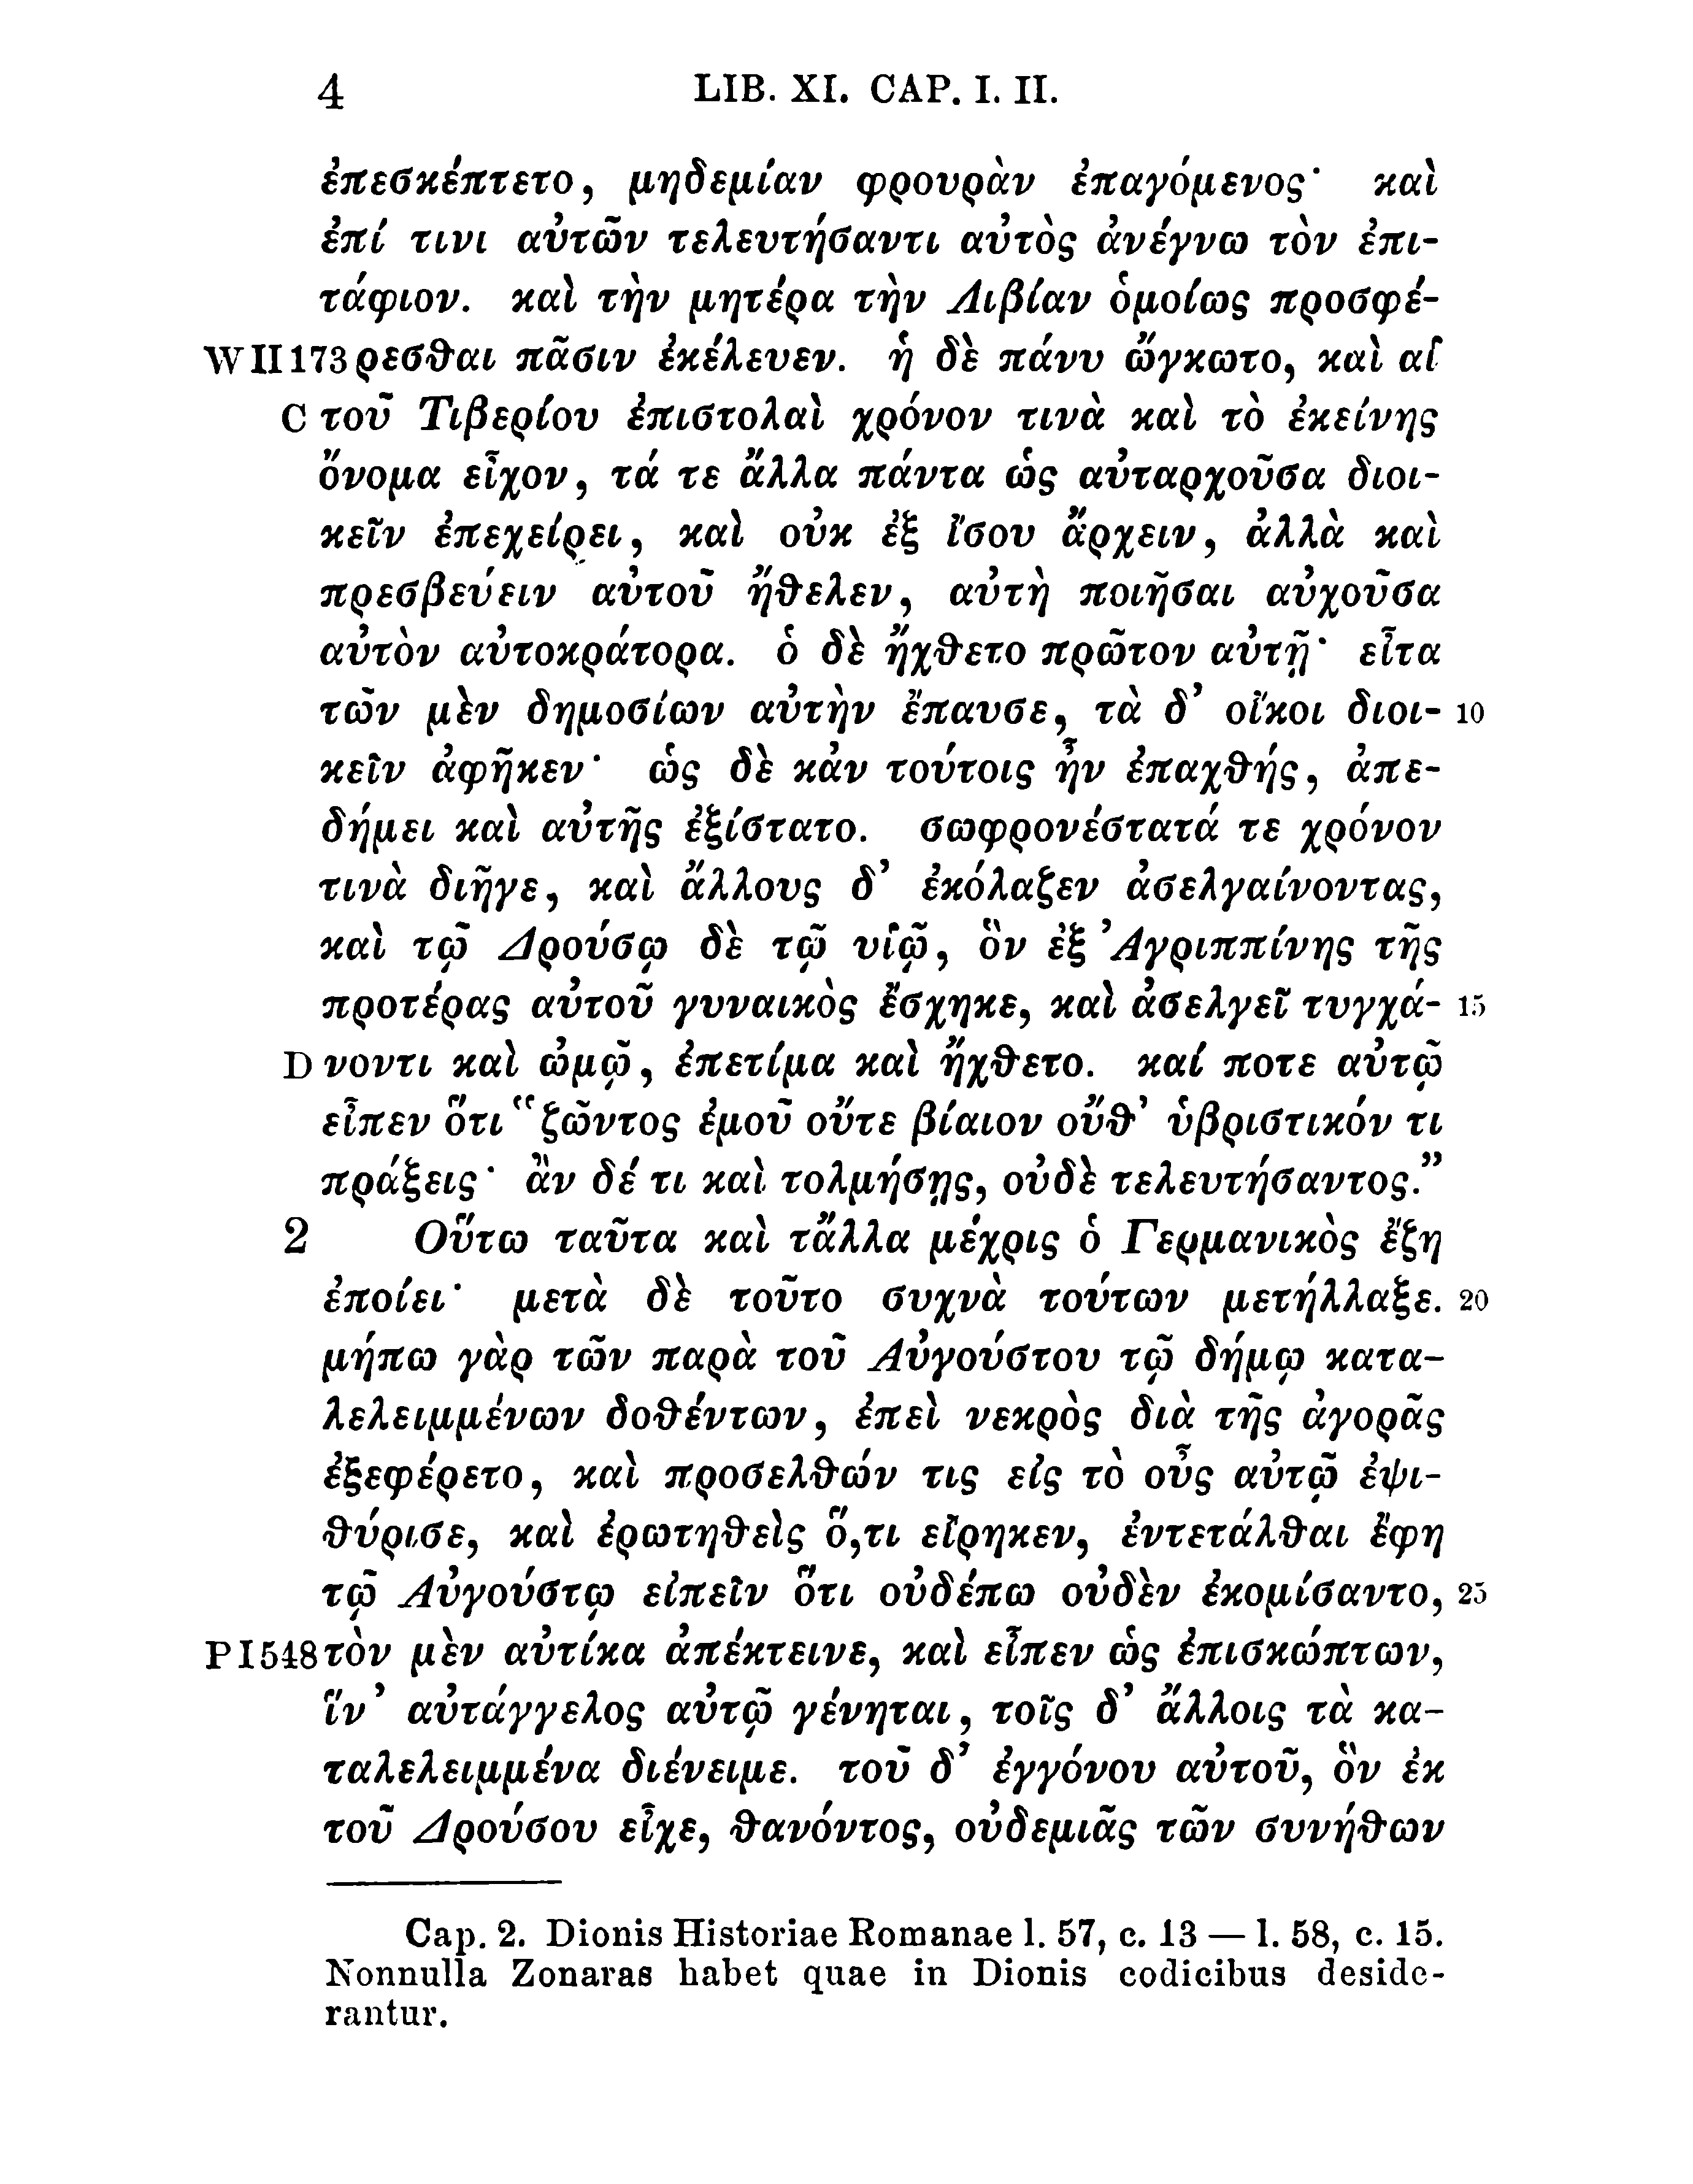 4 LIB. XI. CAP. I. II.
ἐπεσκέπτετο, μηδεμίαν φρουρὰν ἐπαγόμενος· καὶ
ἐπί τινι αὐτῶν τελευτήσαντι αὐτὸς ἀνέγνω τὸν ἐπι-
τάφιον. καὶ τὴν μητέρα τὴν Λιβίαν ὁμοίως προσφέ-
W II 173 ρεσθαι πᾶσιν ἐκέλευεν. ἡ δὲ πάνυ ὤγκωτο, καὶ αἱ
C τοῦ Τιβερίου ἐπιστολαὶ χρόνον τινὰ καὶ τὸ ἐκείνης
ὄνομα εἶχον, τά τε ἄλλα πάντα ὡς αὐταρχοῦσα διοι-
κεῖν ἐπεχείρει, καὶ οὐκ ἐξ ἴσου ἄρχειν, ἀλλὰ καὶ
πρεσβεύειν αὐτοῦ ἤθελεν, αὐτὴ ποιῆσαι αὐχοῦσα
αὐτὸν αὐτοκράτορα. ὁ δὲ ἤχθετο πρῶτον αὐτῇ· εἶτα
τῶν μὲν δημοσίων αὐτὴν ἔπαυσε, τὰ δ' οἴκοι διοι- 10
κεῖν ἀφῆκεν· ὡς δὲ κἀν τούτοις ἦν ἐπαχθής, ἀπε-
δήμει καὶ αὐτῆς ἐξίστατο. σωφρονέστατά τε χρόνον
τινὰ διῆγε, καὶ ἄλλους δ' ἐκόλαζεν ἀσελγαίνοντας,
καὶ τῷ Δρούσῳ δὲ τῷ υἱῷ, ὃν ἐξ Ἀγριππίνης τῆς
προτέρας αὐτοῦ γυναικὸς ἔσχηκε, καὶ ἀσελγεῖ τυγχά- 15
D νοντι καὶ ὠμῷ, ἐπετίμα καὶ ἤχθετο. καί ποτε αὐτῷ
εἶπεν ὅτι “ζῶντος ἐμοῦ οὔτε βίαιον οὔθ' ὑβριστικόν τι
πράξεις· ἂν δέ τι καὶ τολμήσῃς, οὐδὲ τελευτήσαντος.”
2 Οὕτω ταῦτα καὶ τἄλλα μέχρις ὁ Γερμανικὸς ἔζη
ἐποίει· μετὰ δὲ τοῦτο συχνὰ τούτων μετήλλαξε. 20
μήπω γὰρ τῶν παρὰ τοῦ Αὐγούστου τῷ δήμῳ κατα-
λελειμμένων δοθέντων, ἐπεὶ νεκρὸς διὰ τῆς ἀγορᾶς
ἐξεφέρετο, καὶ προσελθών τις εἰς τὸ οὖς αὐτῷ ἐψι-
θύρισε, καὶ ἐρωτηθεὶς ὅ,τι εἴρηκεν, ἐντετάλθαι ἔφη
τῷ Αὐγούστῳ εἰπεῖν ὅτι οὐδέπω οὐδὲν ἐκομίσαντο, 25
P I 548 τὸν μὲν αὐτίκα ἀπέκτεινε, καὶ εἶπεν ὡς ἐπισκώπτων,
ἵν' αὐτάγγελος αὐτῷ γένηται, τοῖς δ' ἄλλοις τὰ κα-
ταλελειμμένα διένειμε. τοῦ δ' ἐγγόνου αὐτοῦ, ὃν ἐκ
τοῦ Δρούσου εἶχε, θανόντος, οὐδεμιᾶς τῶν συνήθων
Cap. 2. Dionis Historiae Romanae l. 57, c. 13 — l. 58, c. 15.
Nonnulla Zonaras habet quae in Dionis codicibus deside-
rantur.